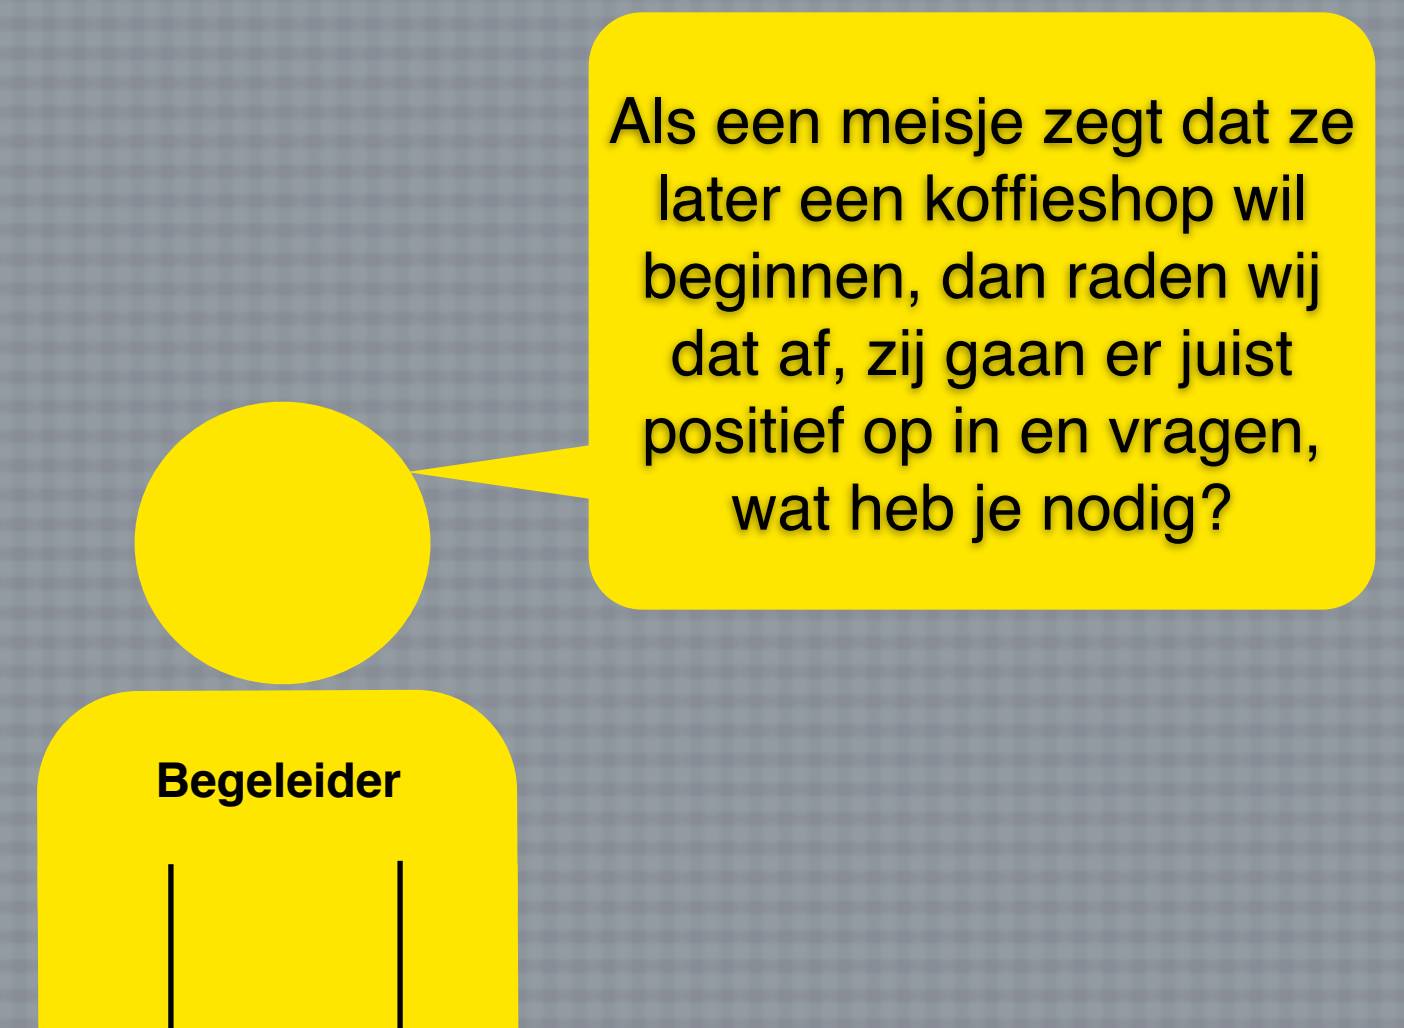 Als een meisje zegt dat ze
later een koffieshop wil
beginnen, dan raden wij
dat af, zij gaan er juist
positief op in en vragen,
wat heb je nodig?
Begeleider